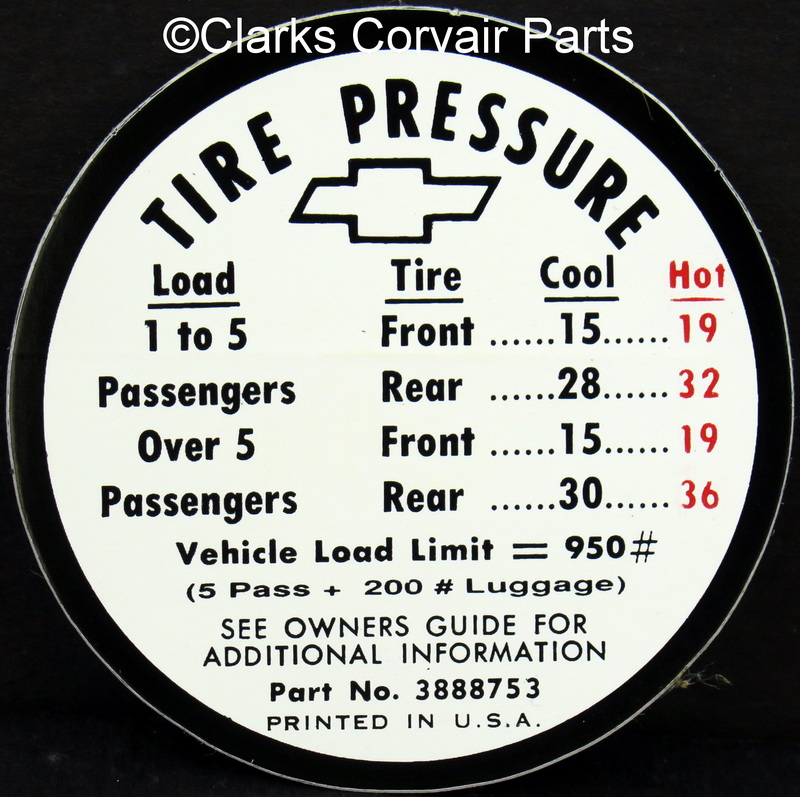 ©Clarks Corvair Parts
TIRE PRESSURE
Load Tire Cool Hot
1 to 5 Front ......15...... 19
Passengers Rear ......28...... 32
Over 5 Front ......15...... 19
Passengers Rear ......30...... 36
Vehicle Load Limit = 950#
(5 Pass + 200 # Luggage)
SEE OWNERS GUIDE FOR
ADDITIONAL INFORMATION
Part No. 3888753
PRINTED IN U.S.A.